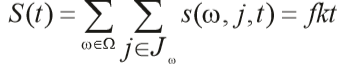 S(t) = ∑_{ω∈Ω} ∑_{j∈J_ω} s(ω, j, t) = fkt